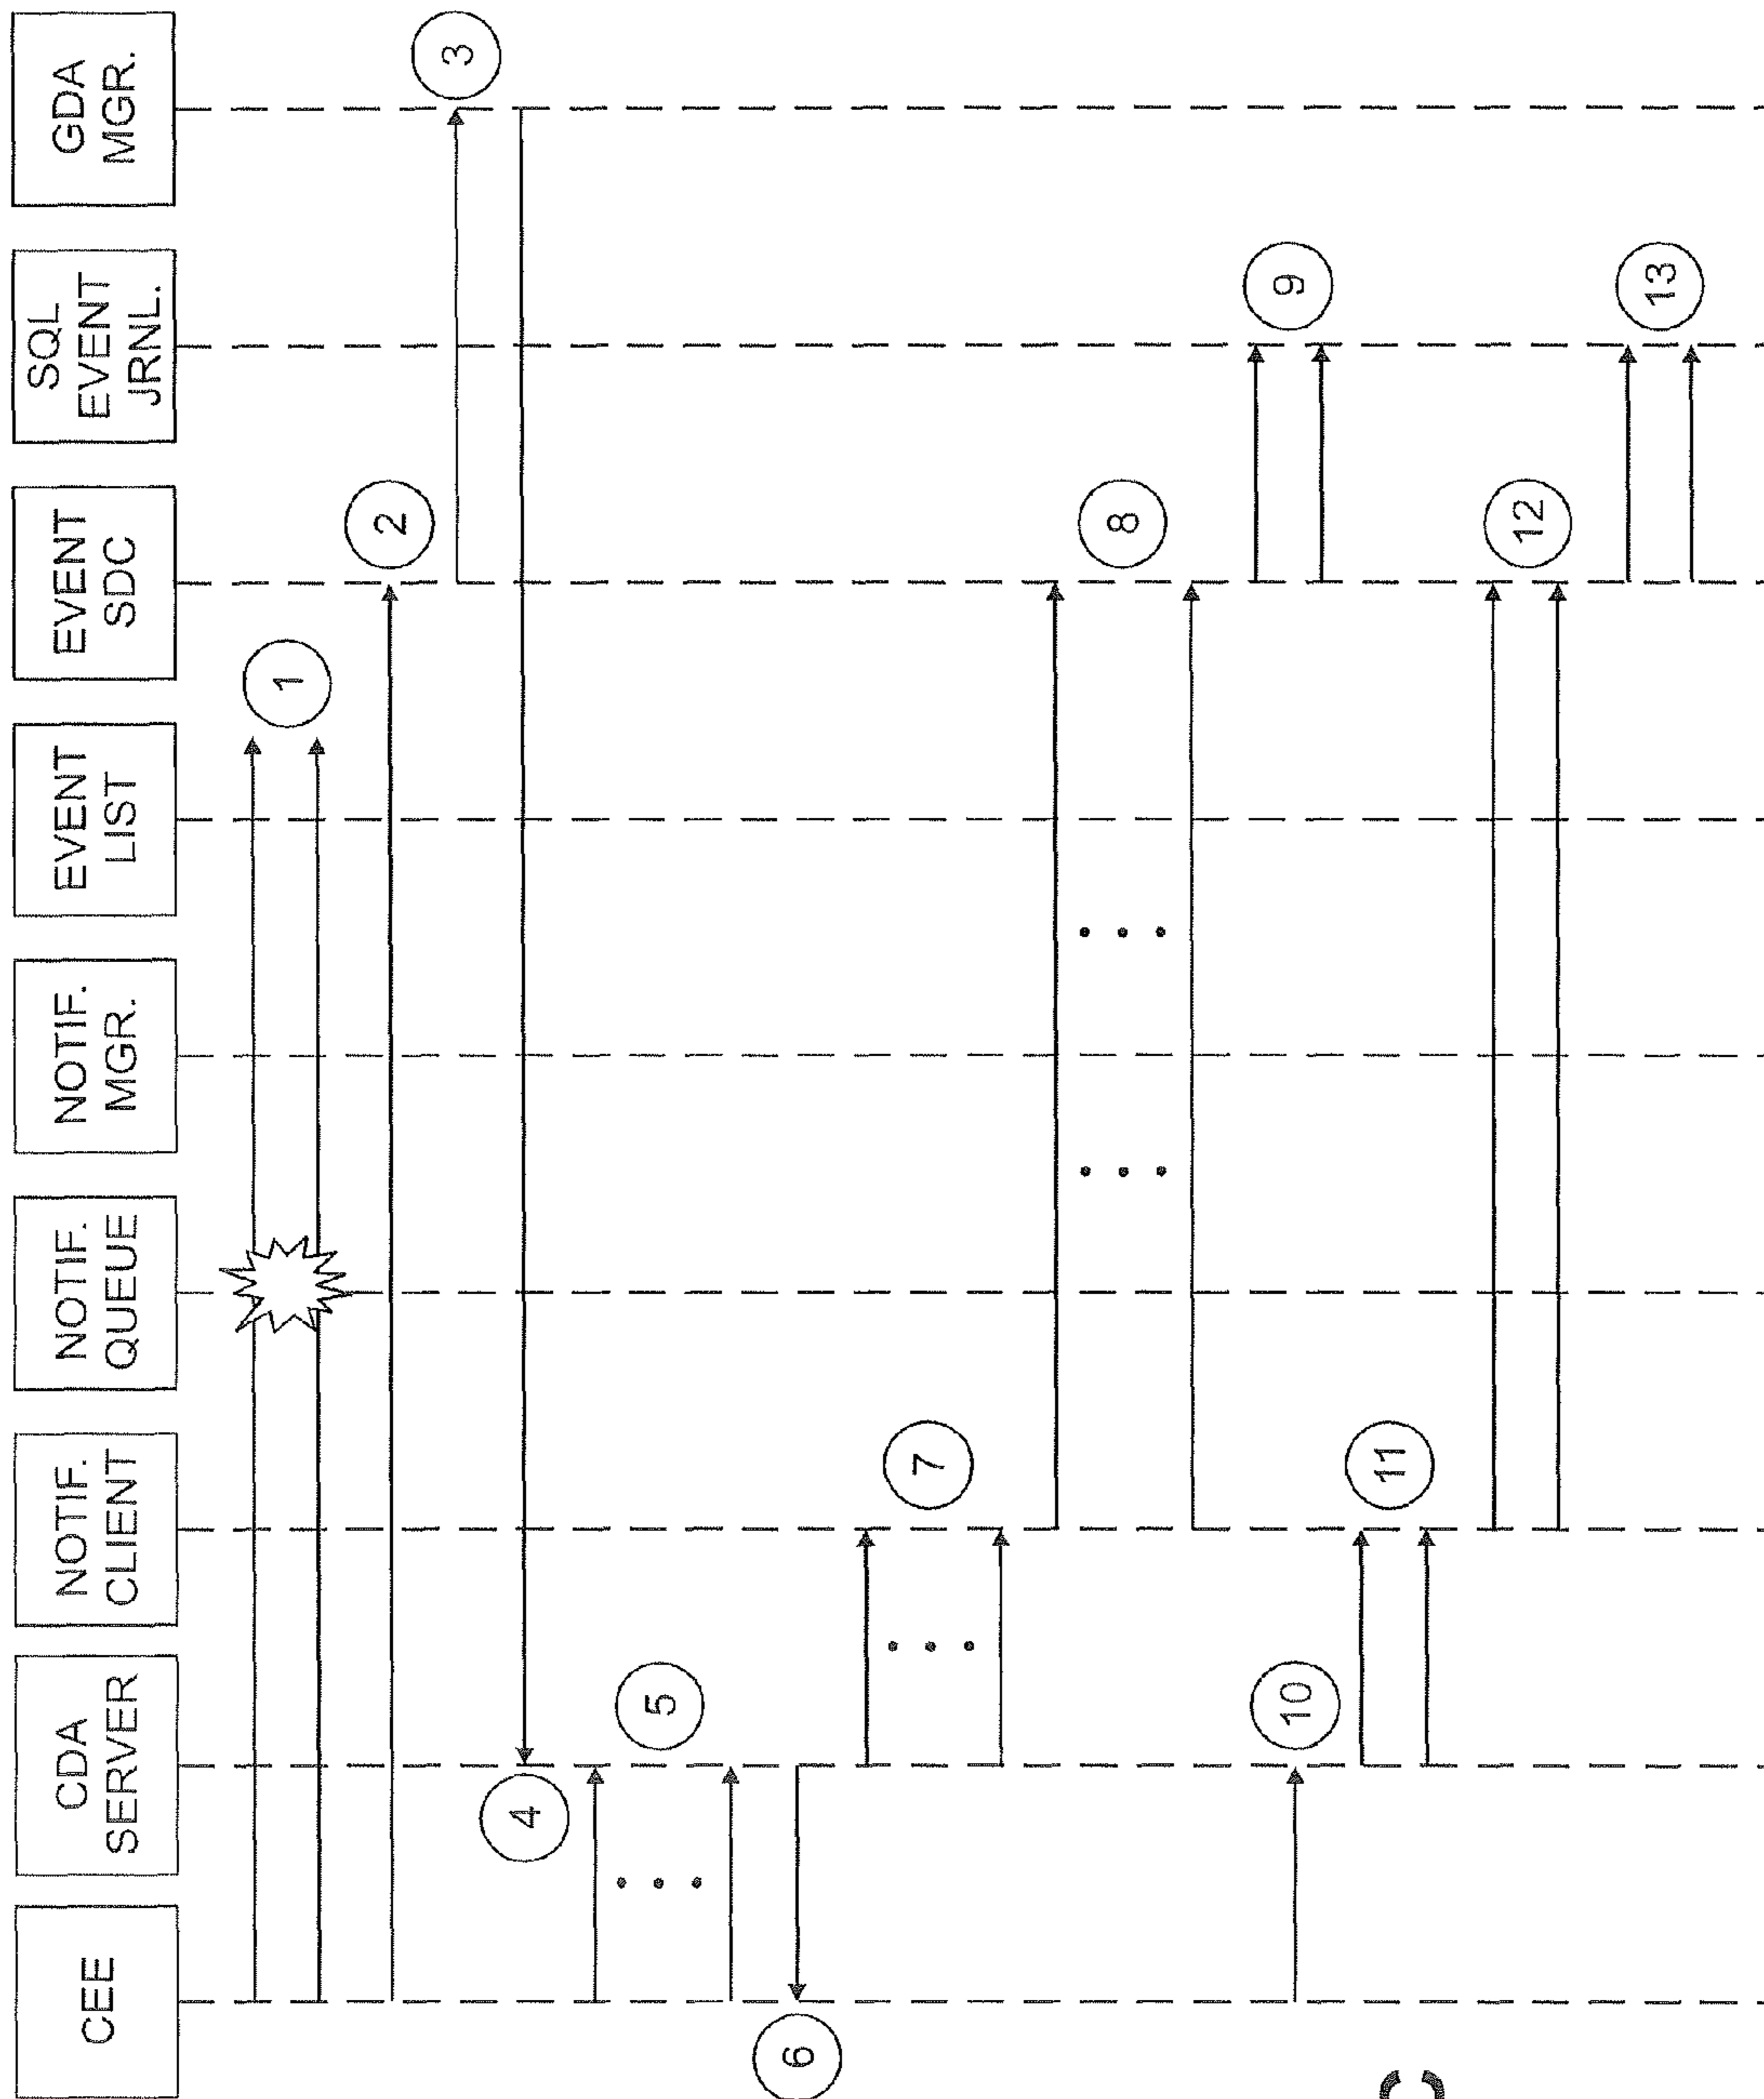 CEE
CDA
SERVER
NOTIF.
CLIENT
NOTIF.
QUEUE
NOTIF.
MGR.
EVENT
LIST
EVENT
SDC
SQL
EVENT
JRNL.
GDA
MGR.
1
2
3
4
5
6
7
8
9
10
11
12
13